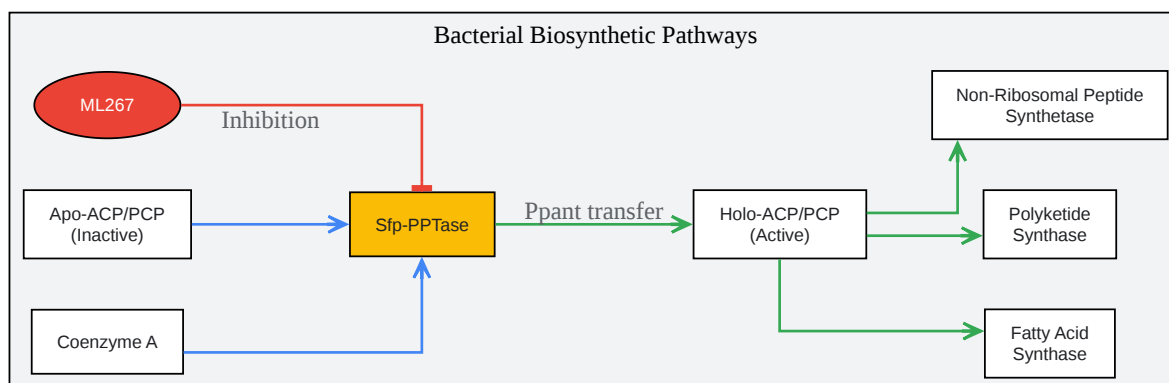 Bacterial Biosynthetic Pathways
ML267
Inhibition
Non-Ribosomal Peptide
Synthetase
Apo-ACP/PCP
(Inactive)
Sfp-PPTase
Ppant transfer
Holo-ACP/PCP
(Active)
Polyketide
Synthase
Coenzyme A
Fatty Acid
Synthase